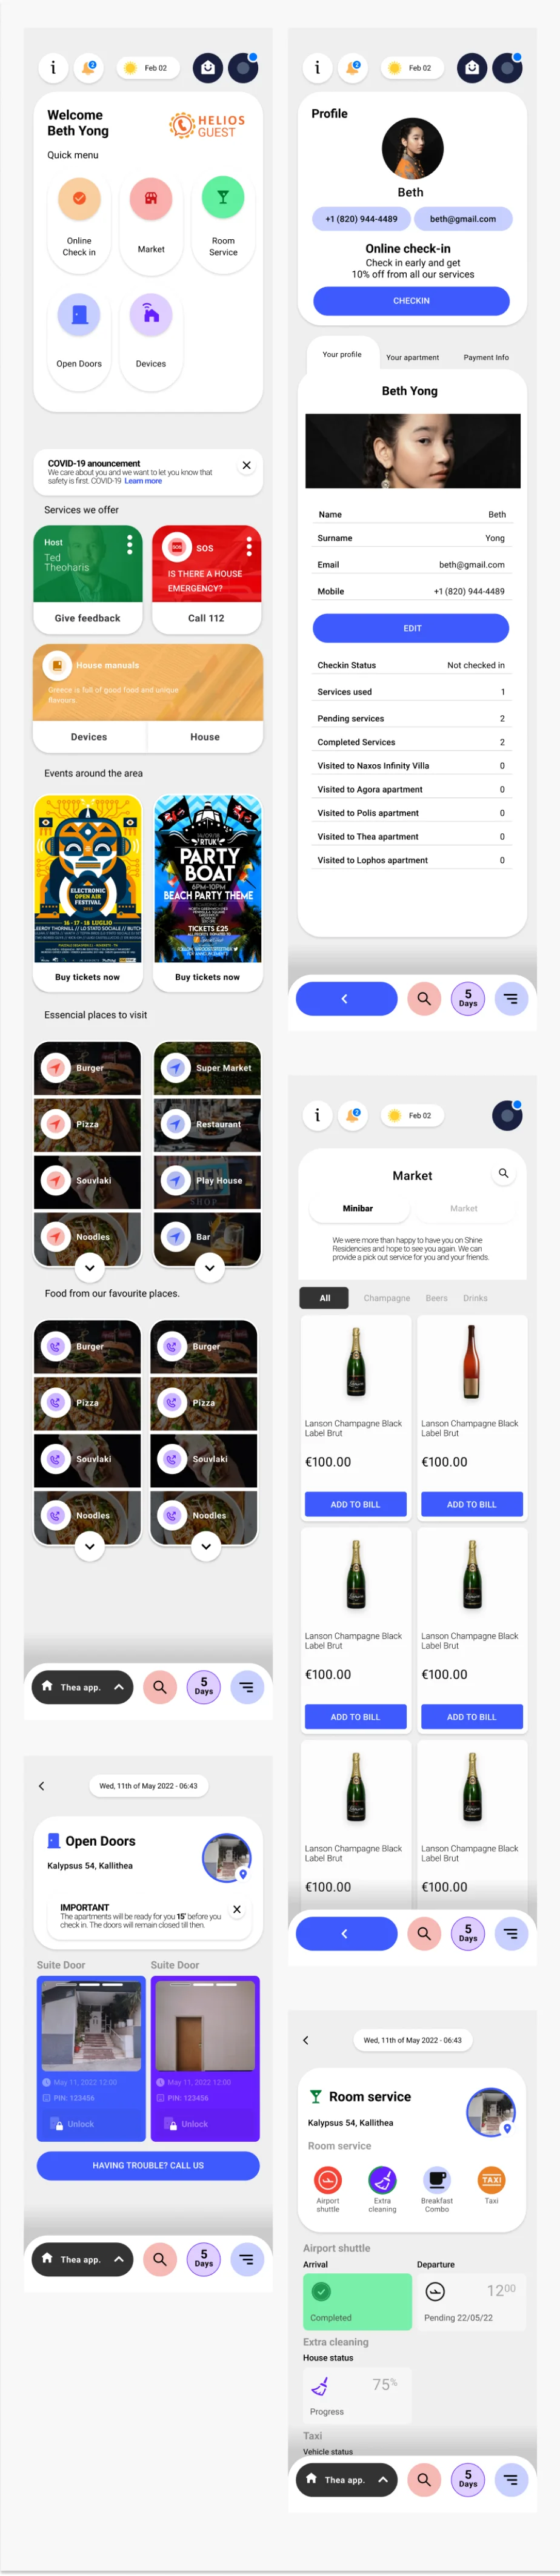 i
2
Feb 02
Welcome
Beth Yong
HELIOS
GUEST
Quick menu
Online
Check in
Market
Room
Service
Open Doors
Devices
COVID-19 anouncement
We care about you and we want to let you know that
safety is first. COVID-19 Learn more
Services we offer
Host
Ted
Theoharis
Give feedback
SOS
SOS
IS THERE A HOUSE
EMERGENCY?
Call 112
House manuals
Greece is full of good food and unique
flavours.
Devices
House
Events around the area
ELECTRONIC
OPEN AIR
FESTIVAL
16 - 17 - 18 LUGLIO
Buy tickets now
PARTY
BOAT
6PM-10PM
BEACH PARTY THEME
TICKETS £25
Buy tickets now
Essencial places to visit
Burger
Pizza
Souvlaki
Noodles
Super Market
Restaurant
Play House
SHOP
Bar
Food from our favourite places.
Burger
Pizza
Souvlaki
Noodles
Burger
Pizza
Souvlaki
Noodles
Thea app.
5
Days
Wed, 11th of May 2022 - 06:43
Open Doors
Kalypsus 54, Kallithea
IMPORTANT
The apartments will be ready for you 15' before you
check in. The doors will remain closed till then.
Suite Door
May 11, 2022 12:00
PIN: 123456
Unlock
Suite Door
May 11, 2022 12:00
PIN: 123456
Unlock
HAVING TROUBLE? CALL US
Thea app.
5
Days
i
2
Feb 02
Profile
Beth
+1 (820) 944-4489
beth@gmail.com
Online check-in
Check in early and get
10% off from all our services
CHECKIN
Your profile
Your apartment
Payment Info
Beth Yong
Name Beth
Surname Yong
Email beth@gmail.com
Mobile +1 (820) 944-4489
EDIT
Checkin Status Not checked in
Services used 1
Pending services 2
Completed Services 2
Visited to Naxos Infinity Villa 0
Visited to Agora apartment 0
Visited to Polis apartment 0
Visited to Thea apartment 0
Visited to Lophos apartment 0
5
Days
i
2
Feb 02
Market
Minibar
Market
We were more than happy to have you on Shine
Residencies and hope to see you again. We can
provide a pick out service for you and your friends.
All
Champagne
Beers
Drinks
Lanson Champagne Black
Label Brut
€100.00
ADD TO BILL
Lanson Champagne Black
Label Brut
€100.00
ADD TO BILL
Lanson Champagne Black
Label Brut
€100.00
ADD TO BILL
Lanson Champagne Black
Label Brut
€100.00
ADD TO BILL
Lanson Champagne Black
Label Brut
€100.00
Lanson Champagne Black
Label Brut
€100.00
5
Days
Wed, 11th of May 2022 - 06:43
Room service
Kalypsus 54, Kallithea
Room service
Airport
shuttle
Extra
cleaning
Breakfast
Combo
TAXI
Taxi
Airport shuttle
Arrival
Completed
Departure
12 00
Pending 22/05/22
Extra cleaning
House status
75%
Progress
Taxi
Vehicle status
Thea app.
5
Days